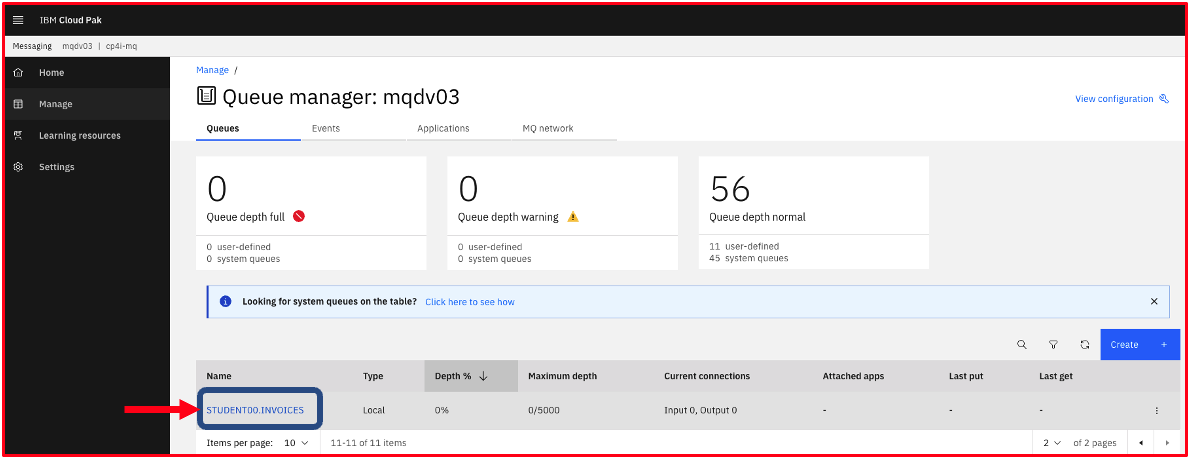 IBM Cloud Pak
Messaging mqdv03 | cp4i-mq
Home
Manage
Learning resources
Settings
Manage /
Queue manager: mqdv03
View configuration
Queues Events Applications MQ network
0
Queue depth full
0 user-defined
0 system queues
0
Queue depth warning
0 user-defined
0 system queues
56
Queue depth normal
11 user-defined
45 system queues
Looking for system queues on the table? Click here to see how
Create +
Name Type Depth % Maximum depth Current connections Attached apps Last put Last get
STUDENT00.INVOICES Local 0% 0/5000 Input 0, Output 0 - - -
Items per page: 10 11-11 of 11 items 2 of 2 pages